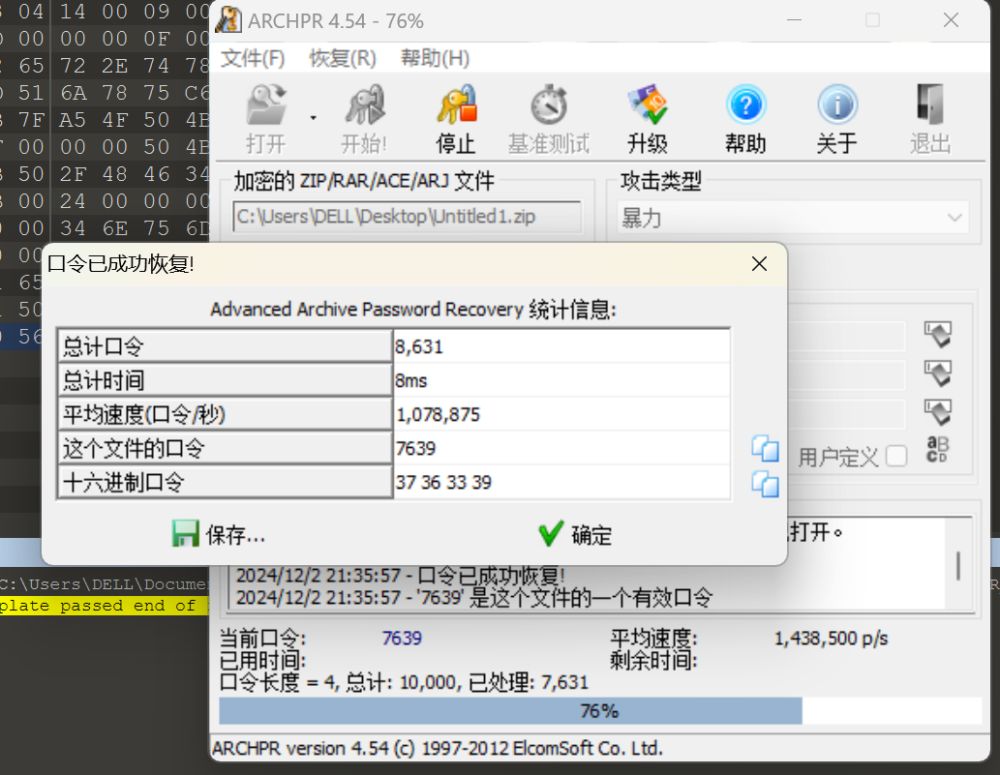 04 14 00 09 00
00 00 00 0F 00
65 72 2E 74 78
51 6A 78 75 C6
7F A5 4F 50 4B
00 00 00 50 4B
50 2F 48 46 34
00 24 00 00 00
00 34 6E 75 6D
00
65
50
56
ARCHPR 4.54 - 76%
文件(F) 恢复(R) 帮助(H)
打开 开始! 停止 基准测试 升级 帮助 关于 退出
加密的 ZIP/RAR/ACE/ARJ 文件
C:\Users\DELL\Desktop\Untitled1.zip
攻击类型
暴力
口令已成功恢复!
Advanced Archive Password Recovery 统计信息:
总计口令 8,631
总计时间 8ms
平均速度(口令/秒) 1,078,875
这个文件的口令 7639
十六进制口令 37 36 33 39
保存... 确定
用户定义
打开。
C:\Users\DELL\Docume
plate passed end of
2024/12/2 21:35:57 - 口令已成功恢复!
2024/12/2 21:35:57 - '7639' 是这个文件的一个有效口令
当前口令: 7639 平均速度: 1,438,500 p/s
已用时间: 剩余时间:
口令长度 = 4, 总计: 10,000, 已处理: 7,631
76%
ARCHPR version 4.54 (c) 1997-2012 ElcomSoft Co. Ltd.